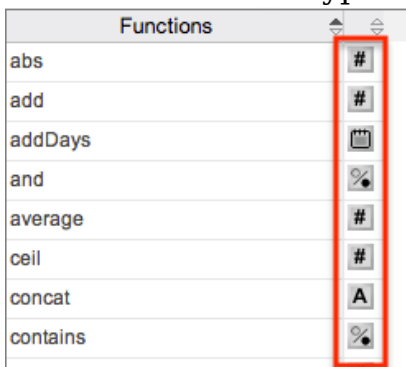 Functions
abs #
add #
addDays
and
average #
ceil #
concat A
contains